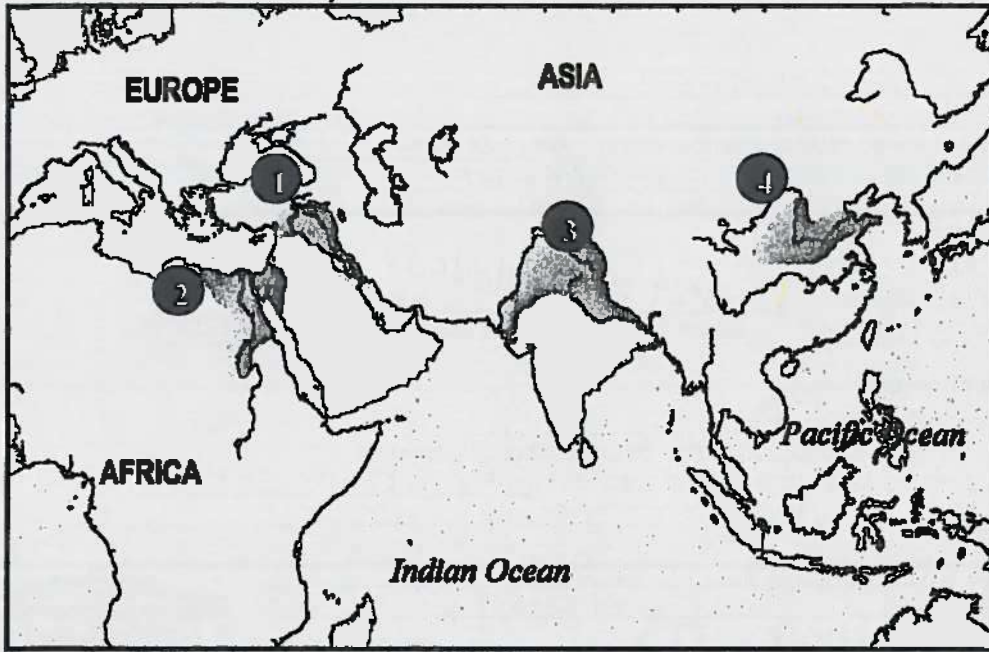 EUROPE
ASIA
1
4
3
2
Pacific Ocean
AFRICA
Indian Ocean